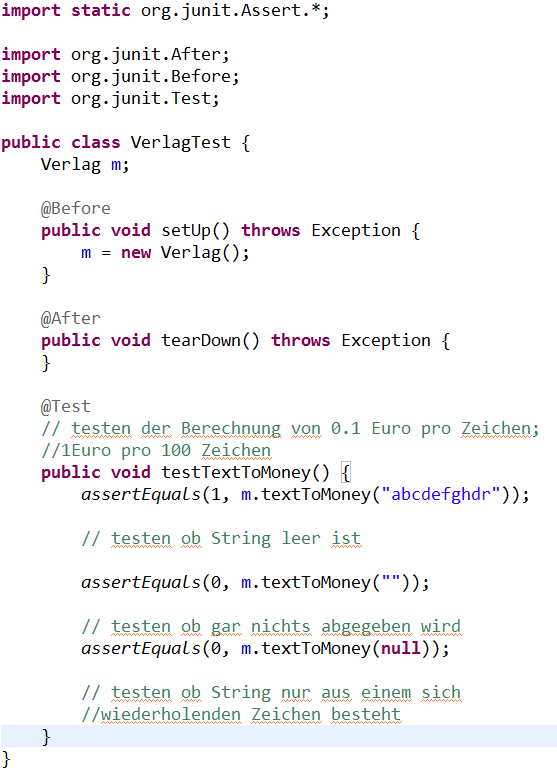 import static org.junit.Assert.*;
import org.junit.After;
import org.junit.Before;
import org.junit.Test;
public class VerlagTest {
Verlag m;
@Before
public void setUp() throws Exception {
m = new Verlag();
}
@After
public void tearDown() throws Exception {
}
@Test
// testen der Berechnung von 0.1 Euro pro Zeichen;
//1Euro pro 100 Zeichen
public void testTextToMoney() {
assertEquals(1, m.textToMoney("abcdefghdr"));
// testen ob String leer ist
assertEquals(0, m.textToMoney(""));
// testen ob gar nichts abgegeben wird
assertEquals(0, m.textToMoney(null));
// testen ob String nur aus einem sich
//wiederholenden Zeichen besteht
}
}